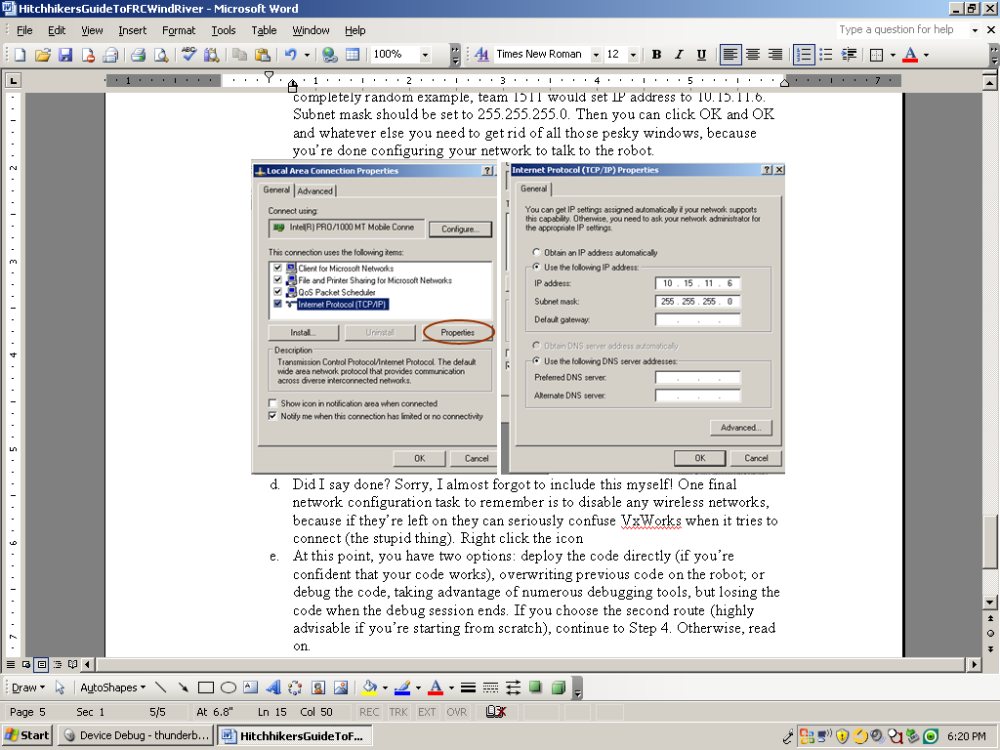 HitchhikersGuideToFRCWindRiver - Microsoft Word
File Edit View Insert Format Tools Table Window Help
Type a question for help
100% Times New Roman 12 B I U
1 1 2 3 4 5 7
completely random example, team 1511 would set IP address to 10.15.11.6.
Subnet mask should be set to 255.255.255.0. Then you can click OK and OK
and whatever else you need to get rid of all those pesky windows, because
you're done configuring your network to talk to the robot.
Local Area Connection Properties
General Advanced
Connect using:
Intel(R) PRO/1000 MT Mobile Conne
Configure...
This connection uses the following items:
Client for Microsoft Networks
File and Printer Sharing for Microsoft Networks
QoS Packet Scheduler
Internet Protocol (TCP/IP)
Install... Uninstall Properties
Description
Transmission Control Protocol/Internet Protocol. The default
wide area network protocol that provides communication
across diverse interconnected networks.
Show icon in notification area when connected
Notify me when this connection has limited or no connectivity
OK Cancel
Internet Protocol (TCP/IP) Properties
General
You can get IP settings assigned automatically if your network supports
this capability. Otherwise, you need to ask your network administrator for
the appropriate IP settings.
Obtain an IP address automatically
Use the following IP address:
IP address: 10 . 15 . 11 . 6
Subnet mask: 255 . 255 . 255 . 0
Default gateway: . . .
Obtain DNS server address automatically
Use the following DNS server addresses:
Preferred DNS server: . . .
Alternate DNS server: . . .
Advanced...
OK Cancel
d. Did I say done? Sorry, I almost forgot to include this myself! One final
network configuration task to remember is to disable any wireless networks,
because if they're left on they can seriously confuse VxWorks when it tries to
connect (the stupid thing). Right click the icon
e. At this point, you have two options: deploy the code directly (if you're
confident that your code works), overwriting previous code on the robot; or
debug the code, taking advantage of numerous debugging tools, but losing the
code when the debug session ends. If you choose the second route (highly
advisable if you're starting from scratch), continue to Step 4. Otherwise, read
on.
2
3
4
5
6
7
Draw AutoShapes
Page 5 Sec 1 5/5 At 6.8" Ln 15 Col 50 REC TRK EXT OVR
Start Device Debug - thunderb... HitchhikersGuideToF... 6:20 PM